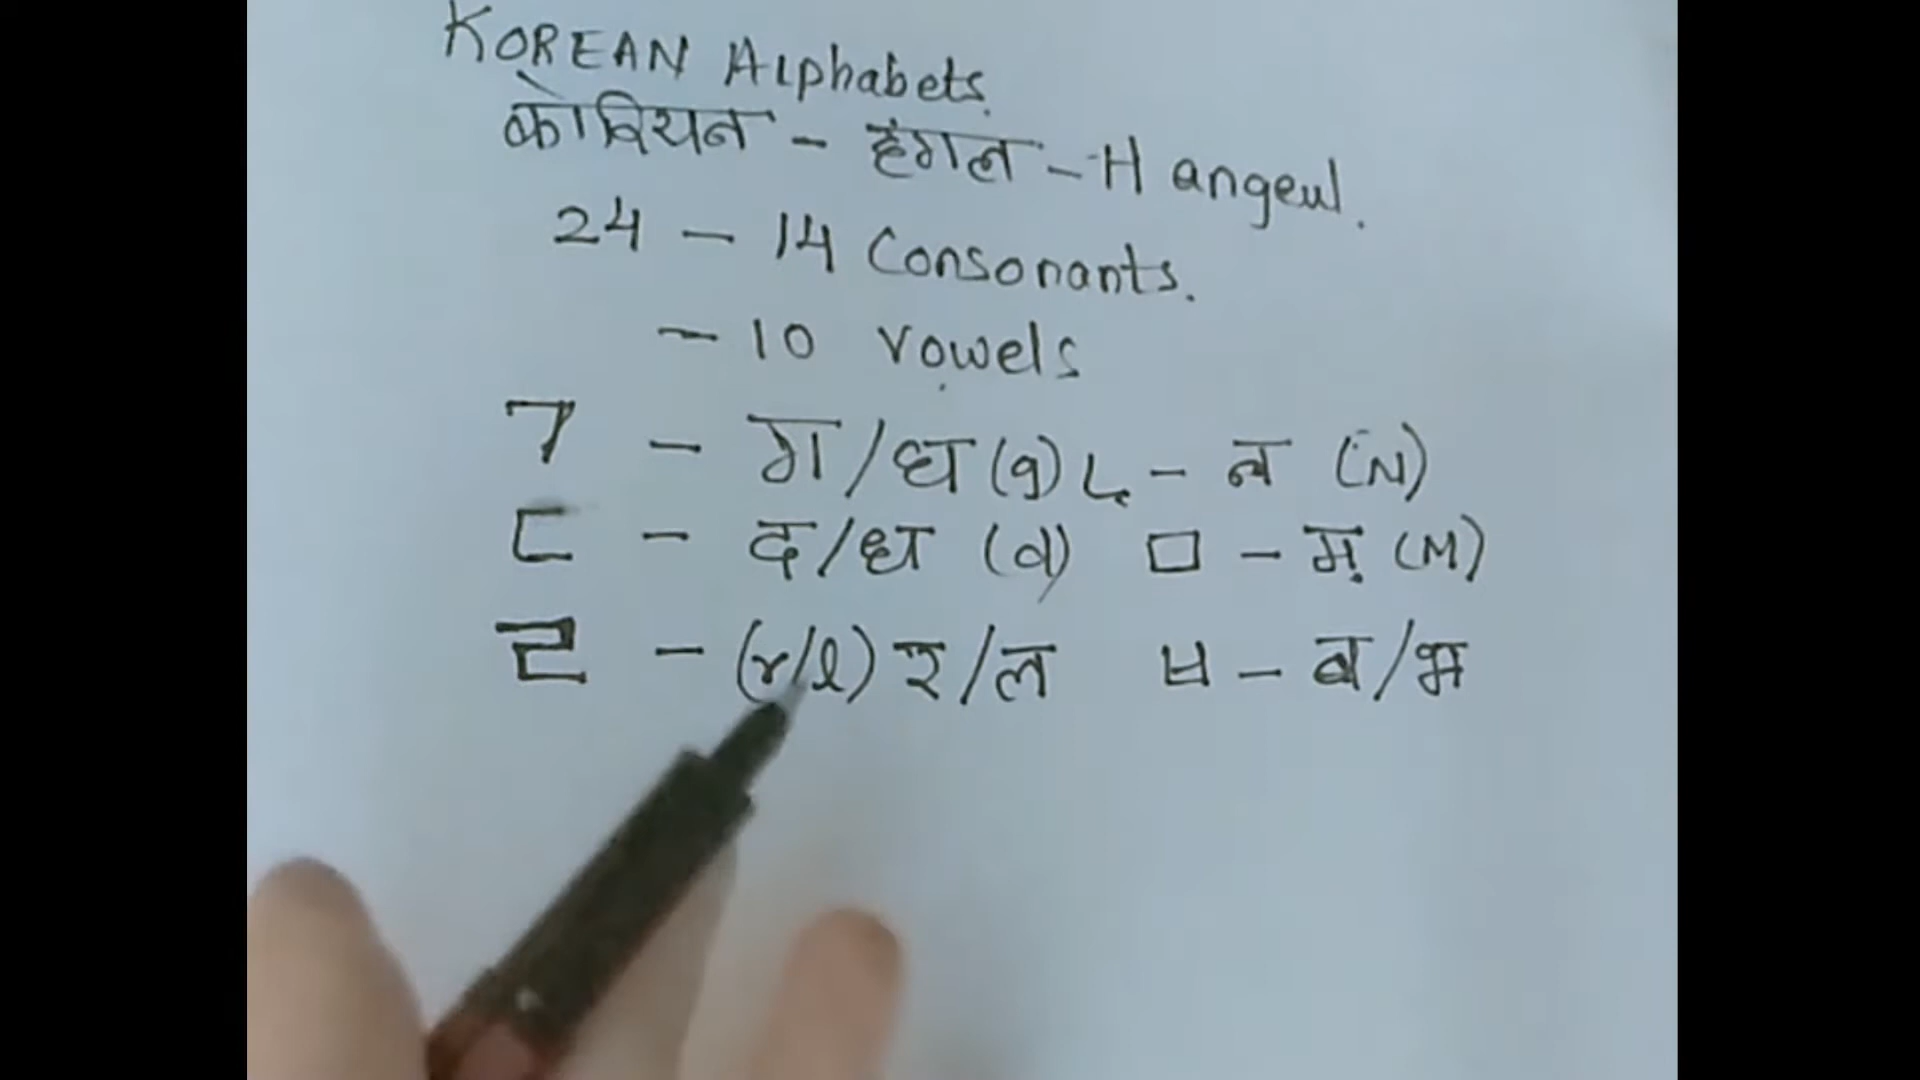 KOREAN Alphabets.
कोरियन - हंगल - Hangeul.
24 - 14 Consonants.
- 10 Vowels
ㄱ - ग/घ (g) ㄴ - न (N)
ㄷ - द/ध (d) ㅁ - म (M)
ㄹ - (r/l) र/ल ㅂ - ब/भ